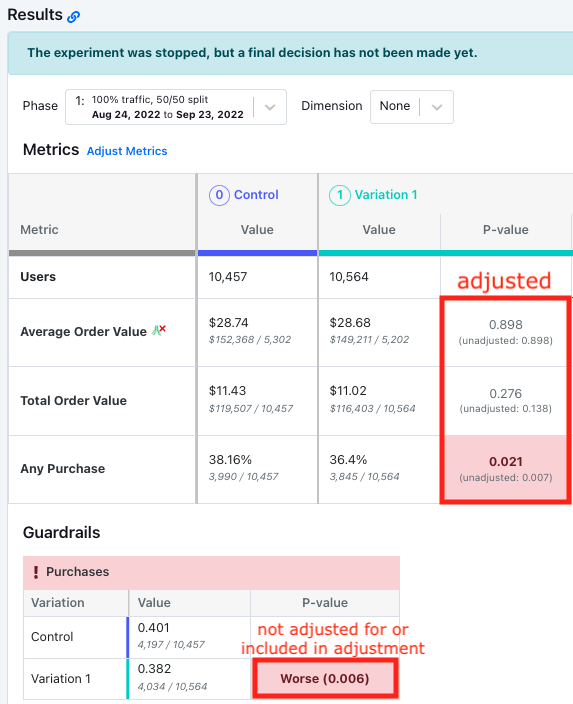 Results
The experiment was stopped, but a final decision has not been made yet.
Phase 1: 100% traffic, 50/50 split
Aug 24, 2022 to Sep 23, 2022
Dimension None
Metrics Adjust Metrics
0 Control 1 Variation 1
Metric Value Value P-value
Users 10,457 10,564 adjusted
Average Order Value $28.74 $28.68 0.898
$152,368 / 5,302 $149,211 / 5,202 (unadjusted: 0.898)
Total Order Value $11.43 $11.02 0.276
$119,507 / 10,457 $116,403 / 10,564 (unadjusted: 0.138)
Any Purchase 38.16% 36.4% 0.021
3,990 / 10,457 3,845 / 10,564 (unadjusted: 0.007)
Guardrails
! Purchases
Variation Value P-value
Control 0.401 not adjusted for or
4,197 / 10,457 included in adjustment
Variation 1 0.382 Worse (0.006)
4,034 / 10,564